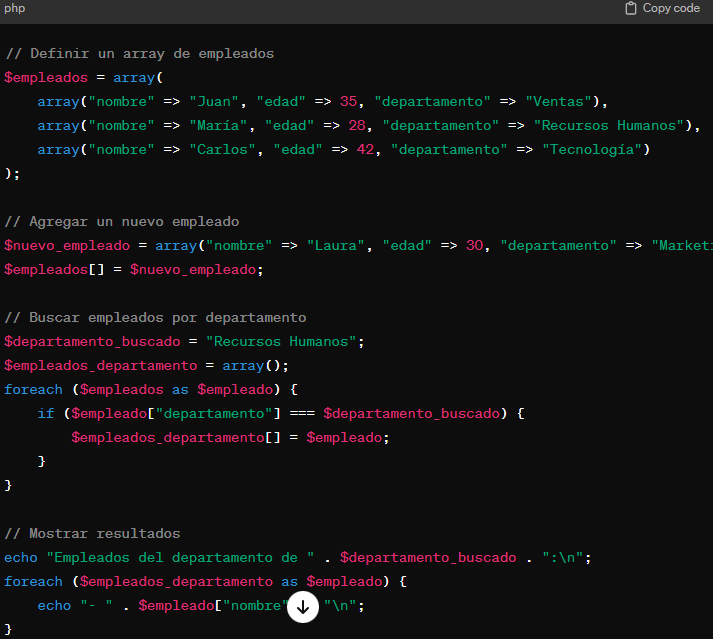 php Copy code
// Definir un array de empleados
$empleados = array(
    array("nombre" => "Juan", "edad" => 35, "departamento" => "Ventas"),
    array("nombre" => "María", "edad" => 28, "departamento" => "Recursos Humanos"),
    array("nombre" => "Carlos", "edad" => 42, "departamento" => "Tecnología")
);
// Agregar un nuevo empleado
$nuevo_empleado = array("nombre" => "Laura", "edad" => 30, "departamento" =>
$empleados[] = $nuevo_empleado;
// Buscar empleados por departamento
$departamento_buscado = "Recursos Humanos";
$empleados_departamento = array();
foreach ($empleados as $empleado) {
    if ($empleado["departamento"] === $departamento_buscado) {
        $empleados_departamento[] = $empleado;
    }
}
// Mostrar resultados
echo "Empleados del departamento de " . $departamento_buscado . ":\n";
foreach ($empleados_departamento as $empleado) {
    echo "- " . $empleado["nombre" "\n";
}